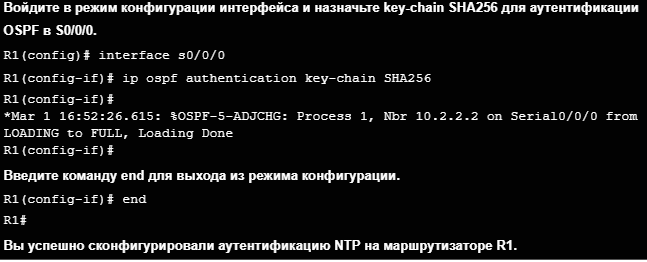 Войдите в режим конфигурации интерфейса и назначьте key-chain SHA256 для аутентификации
OSPF в S0/0/0.
R1(config)# interface s0/0/0
R1(config-if)# ip ospf authentication key-chain SHA256
R1(config-if)#
*Mar 1 16:52:26.615: %OSPF-5-ADJCHG: Process 1, Nbr 10.2.2.2 on Serial0/0/0 from
LOADING to FULL, Loading Done
R1(config-if)#
Введите команду end для выхода из режима конфигурации.
R1(config-if)# end
R1#
Вы успешно сконфигурировали аутентификацию NTP на маршрутизаторе R1.